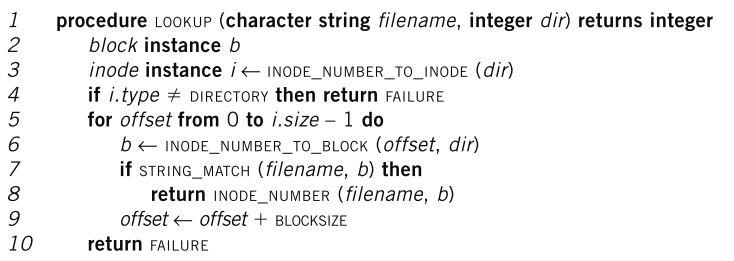 1 procedure LOOKUP (character string filename, integer dir) returns integer
2 block instance b
3 inode instance i ← INODE_NUMBER_TO_INODE (dir)
4 if i.type ≠ DIRECTORY then return FAILURE
5 for offset from 0 to i.size – 1 do
6 b ← INODE_NUMBER_TO_BLOCK (offset, dir)
7 if STRING_MATCH (filename, b) then
8 return INODE_NUMBER (filename, b)
9 offset ← offset + BLOCKSIZE
10 return FAILURE